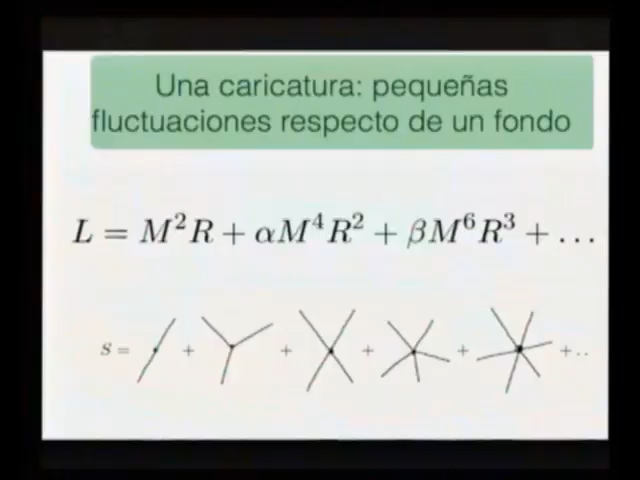 Una caricatura: pequeñas
fluctuaciones respecto de un fondo
L = M²R + αM⁴R² + βM⁶R³ + ...
S = + + + + + ..